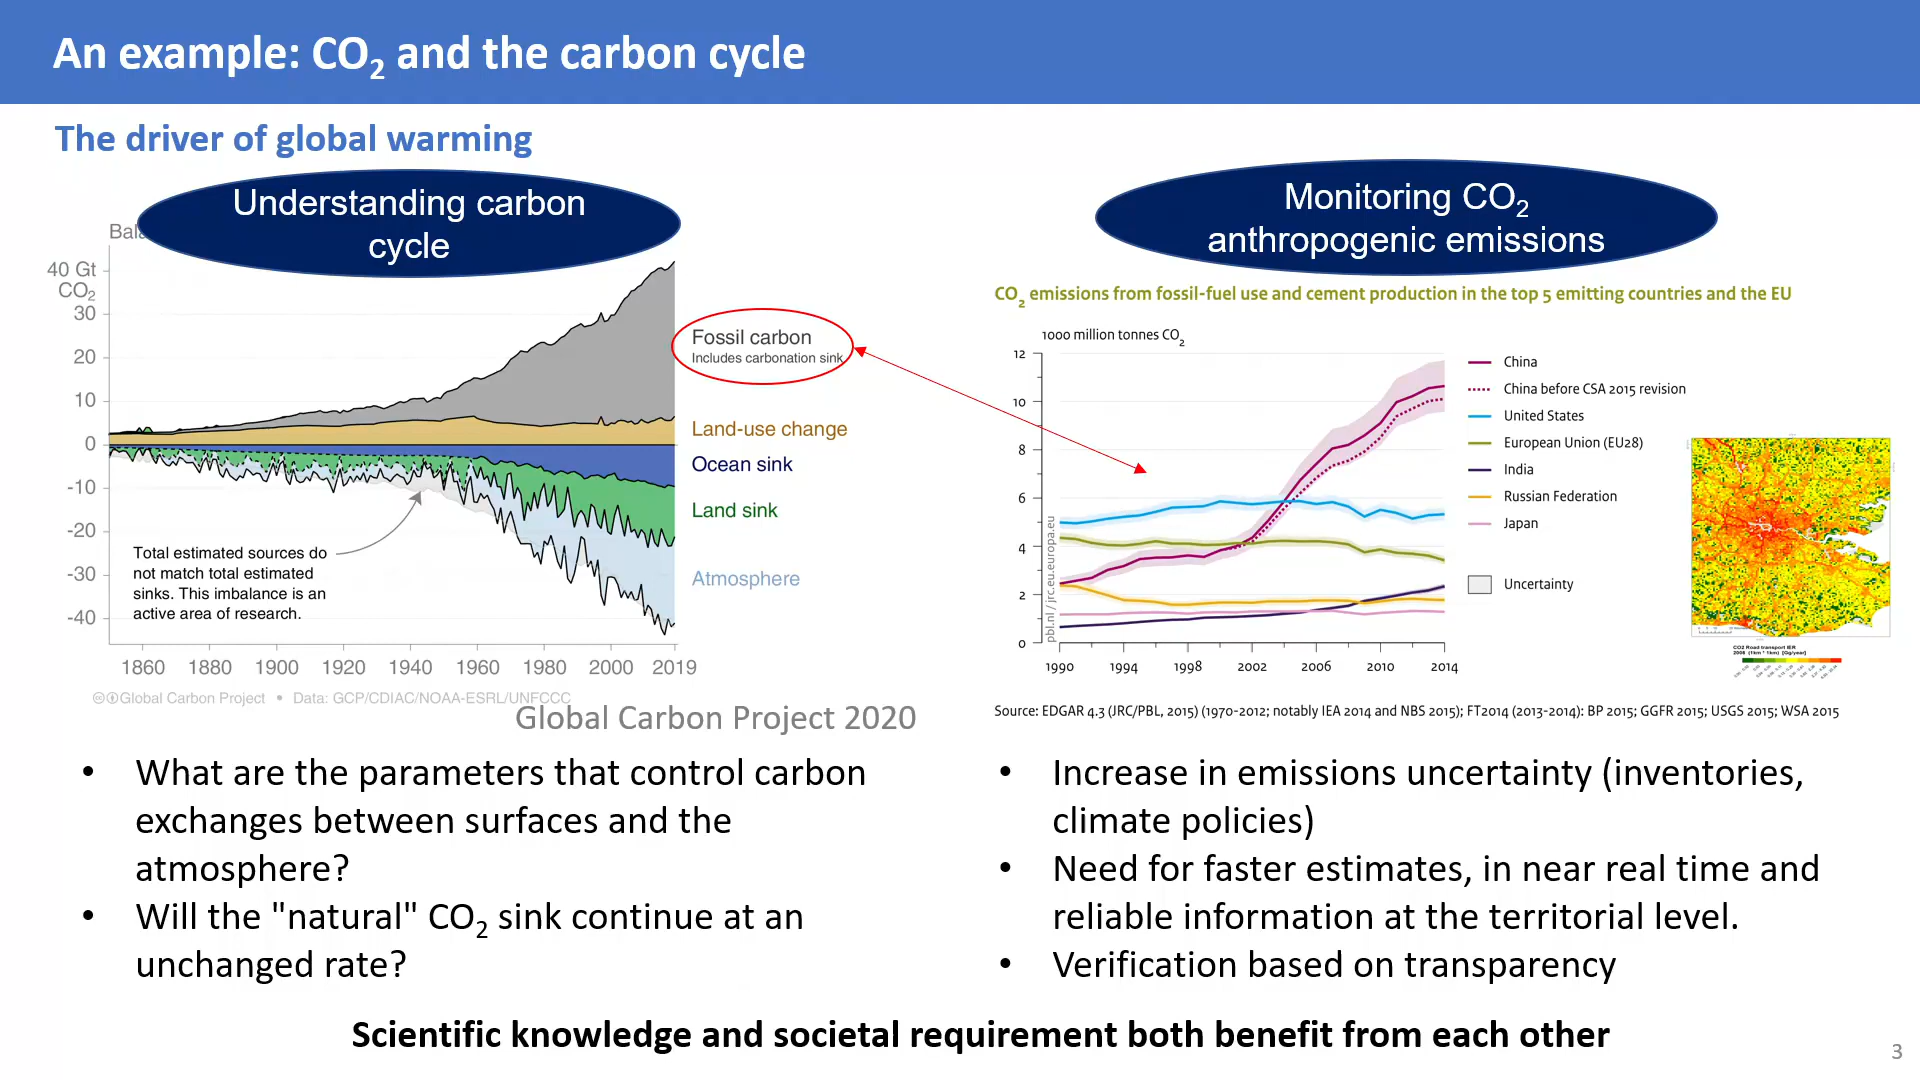 An example: CO₂ and the carbon cycle
The driver of global warming
Understanding carbon
cycle
40 Gt
CO₂
30
20
10
0
-10
-20
-30
-40
1860 1880 1900 1920 1940 1960 1980 2000 2019
Fossil carbon
Includes carbonation sink
Land-use change
Ocean sink
Land sink
Atmosphere
Total estimated sources do
not match total estimated
sinks. This imbalance is an
active area of research.
Global Carbon Project • Data: GCP/CDIAC/NOAA-ESRL/UNFCCC
Global Carbon Project 2020
• What are the parameters that control carbon
exchanges between surfaces and the
atmosphere?
• Will the "natural" CO₂ sink continue at an
unchanged rate?
Monitoring CO₂
anthropogenic emissions
CO₂ emissions from fossil-fuel use and cement production in the top 5 emitting countries and the EU
1000 million tonnes CO₂
12
10
8
6
4
2
0
1990 1994 1998 2002 2006 2010 2014
pbl.nl / jrc.eu.europa.eu
China
China before CSA 2015 revision
United States
European Union (EU28)
India
Russian Federation
Japan
Uncertainty
CO2 Road transport IER
Source: EDGAR 4.3 (JRC/PBL, 2015) (1970-2012; notably IEA 2014 and NBS 2015); FT2014 (2013-2014): BP 2015; GGFR 2015; USGS 2015; WSA 2015
• Increase in emissions uncertainty (inventories,
climate policies)
• Need for faster estimates, in near real time and
reliable information at the territorial level.
• Verification based on transparency
Scientific knowledge and societal requirement both benefit from each other
3